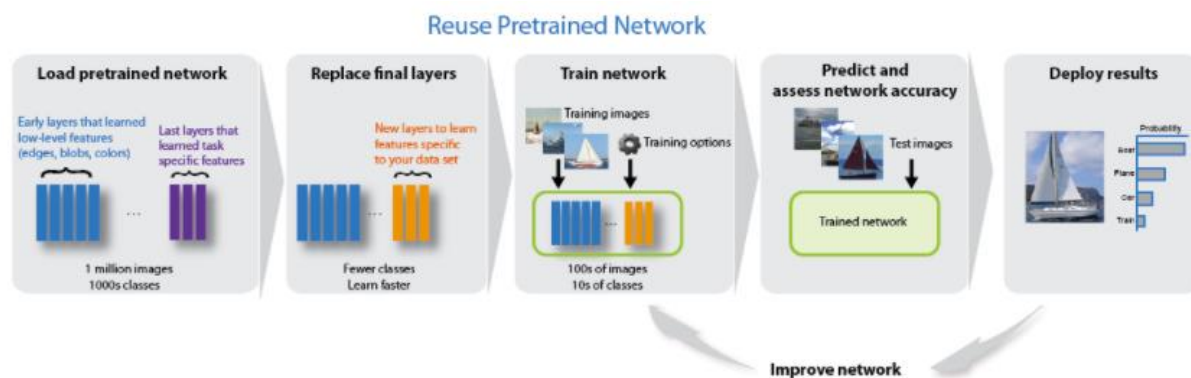 Reuse Pretrained Network
Load pretrained network
Early layers that learned
low-level features
(edges, blobs, colors)
Last layers that
learned task
specific features
...
1 million images
1000s classes
Replace final layers
New layers to learn
features specific
to your data set
...
Fewer classes
Learn faster
Train network
Training images
Training options
...
100s of images
10s of classes
Predict and
assess network accuracy
Test images
Trained network
Deploy results
Probability
Boat
Plane
Car
Train
Improve network